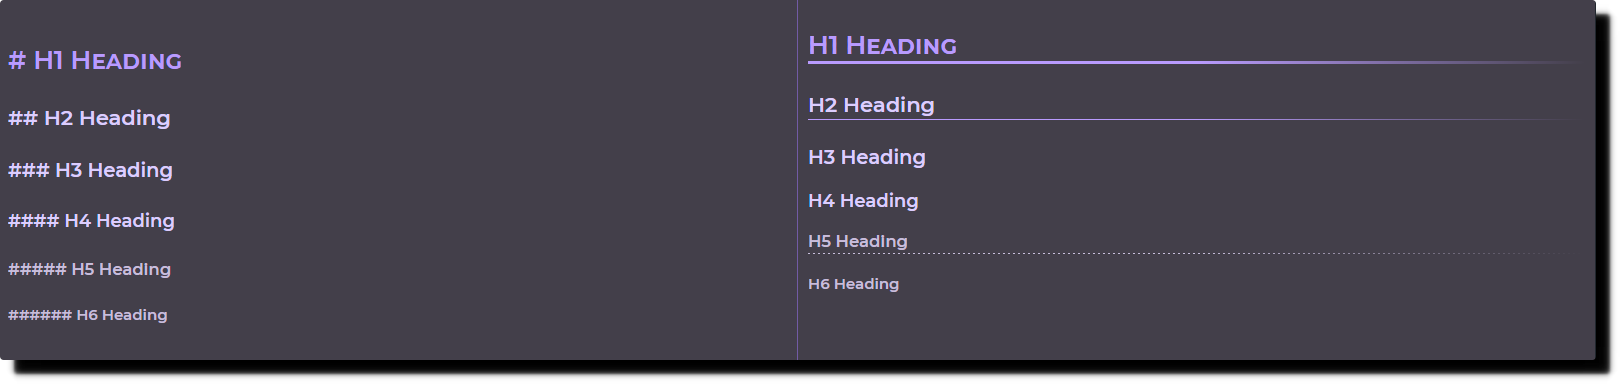 # H1 Heading
## H2 Heading
### H3 Heading
#### H4 Heading
##### H5 Heading
###### H6 Heading
H1 Heading
H2 Heading
H3 Heading
H4 Heading
H5 Heading
H6 Heading